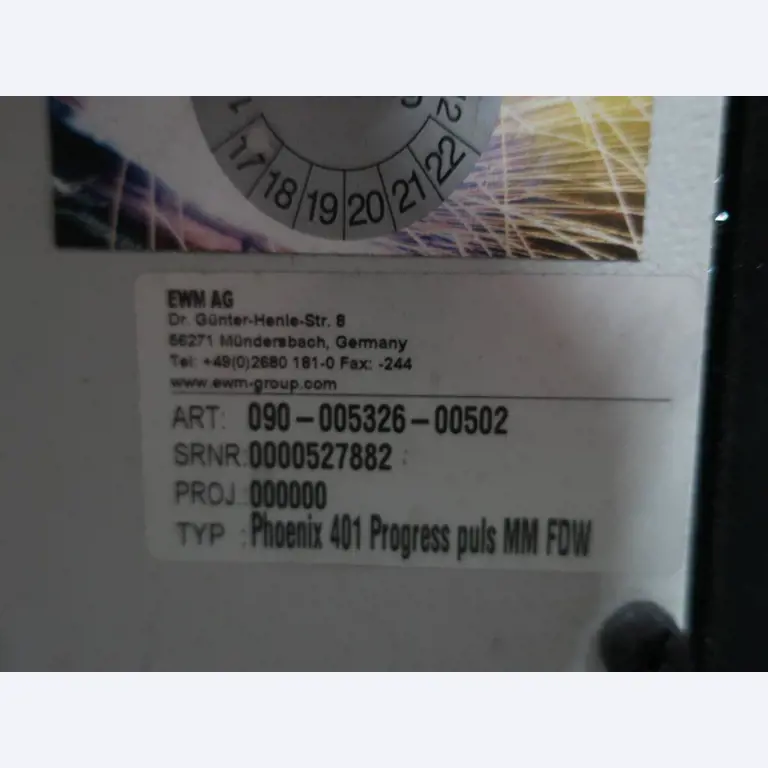 17 18 19 20 21 22
EWM AG
Dr. Günter-Henle-Str. 8
56271 Mündersbach, Germany
Tel: +49(0)2680 181-0 Fax: -244
www.ewm-group.com
ART: 090-005326-00502
SRNR:0000527882
PROJ.:000000
TYP :Phoenix 401 Progress puls MM FDW